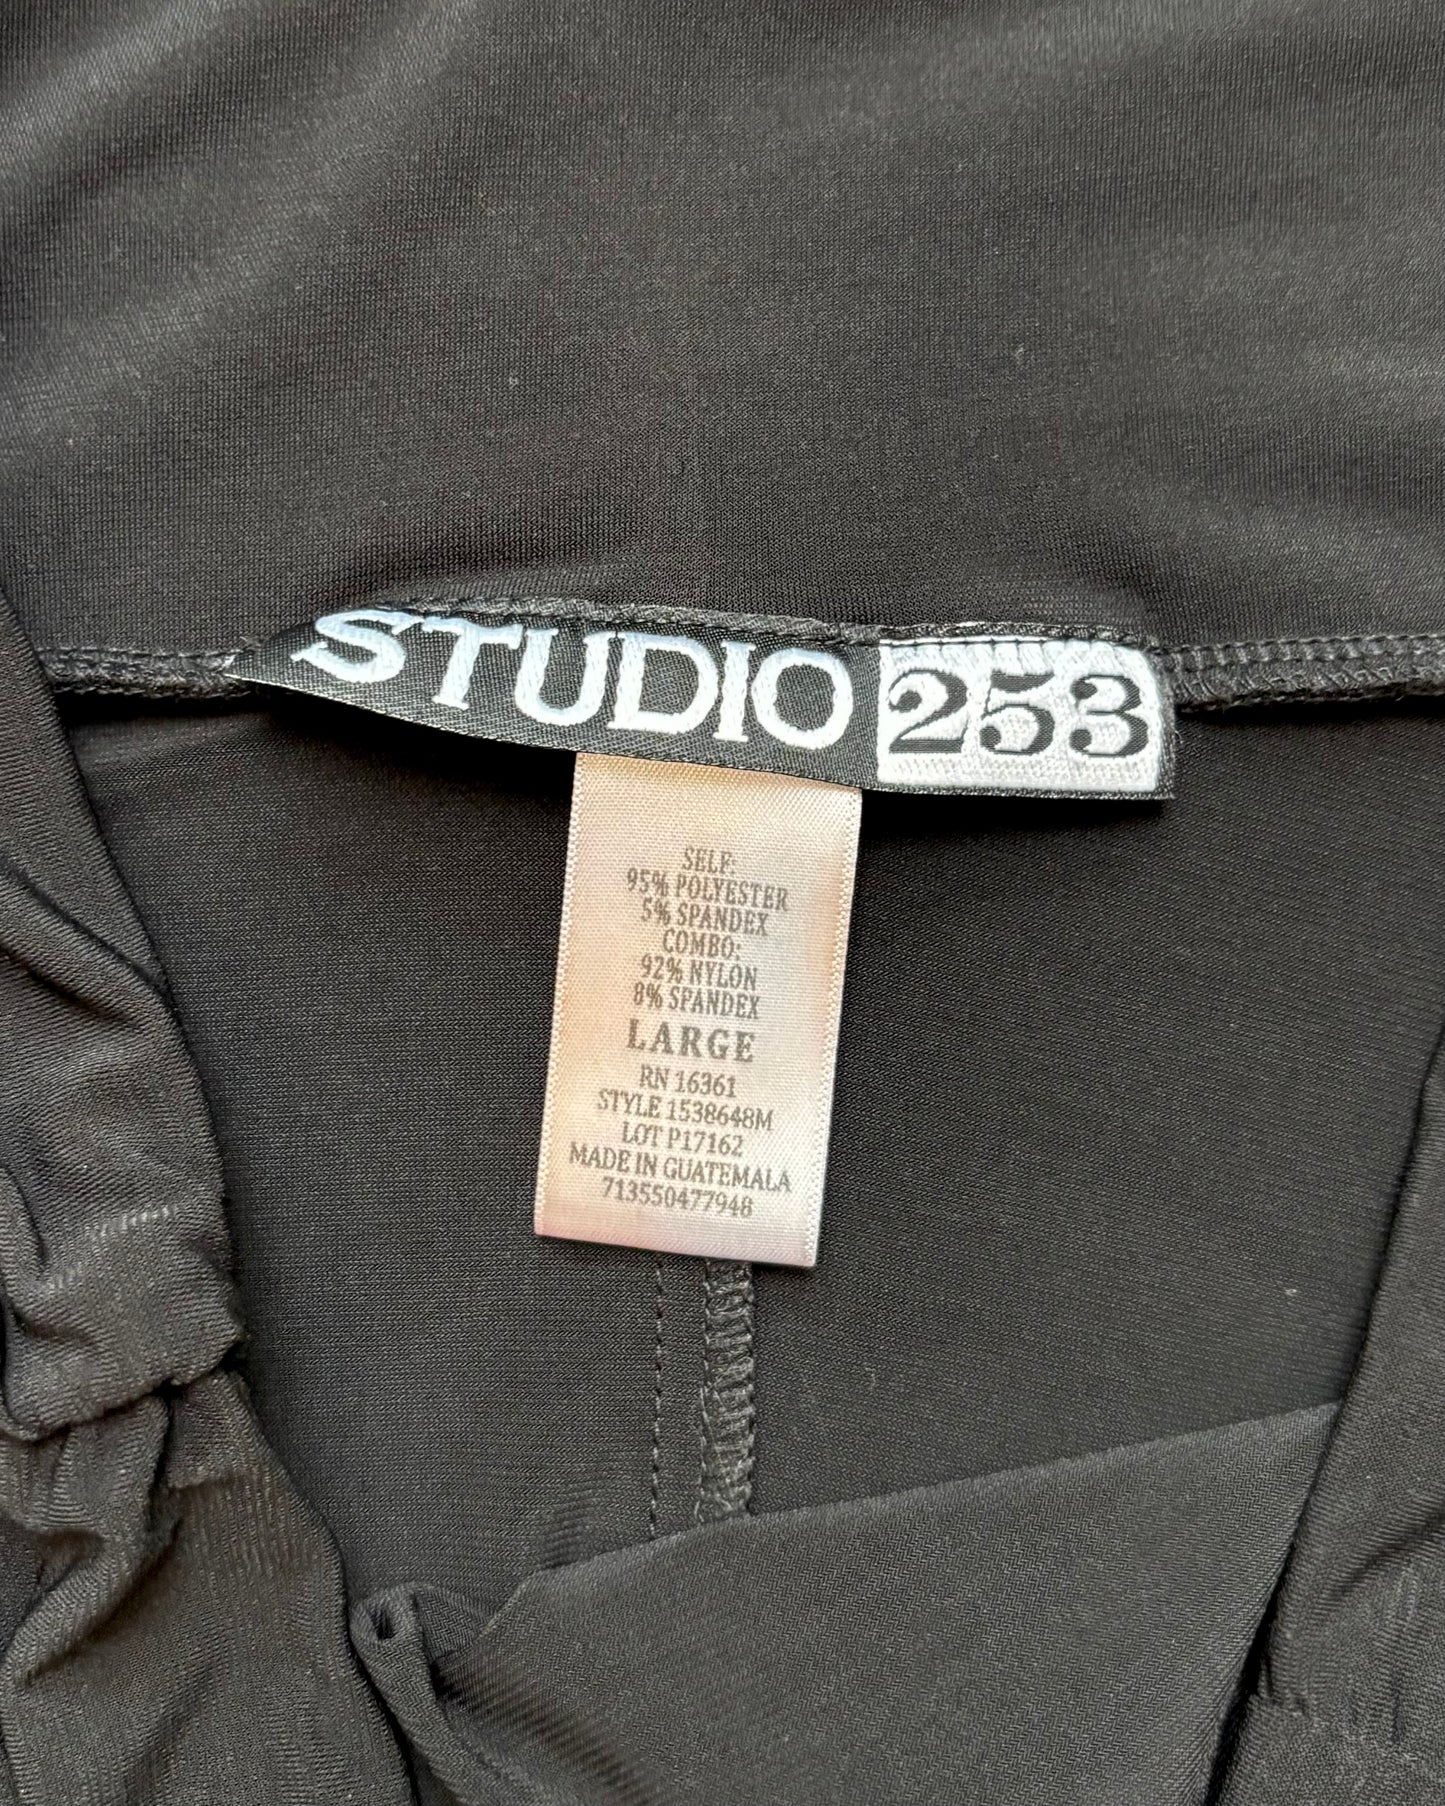 STUDIO 253
SELF:
95% POLYESTER
5% SPANDEX
COMBO:
92% NYLON
8% SPANDEX
LARGE
RN 16361
STYLE 1538648M
LOT P17162
MADE IN GUATEMALA
713550477948